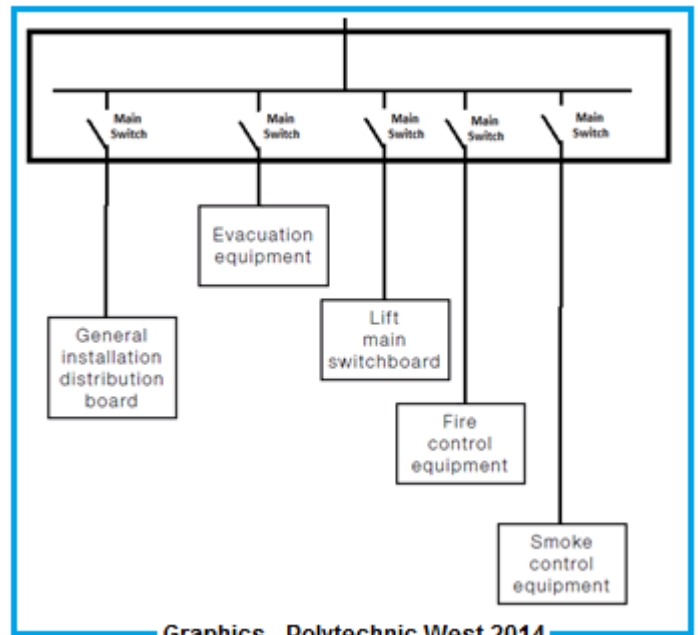 Main
Switch
Main
Switch
Main
Switch
Main
Switch
Main
Switch
Evacuation
equipment
Lift
main
switchboard
General
installation
distribution
board
Fire
control
equipment
Smoke
control
equipment
Graphics - Polytechnic West 2014